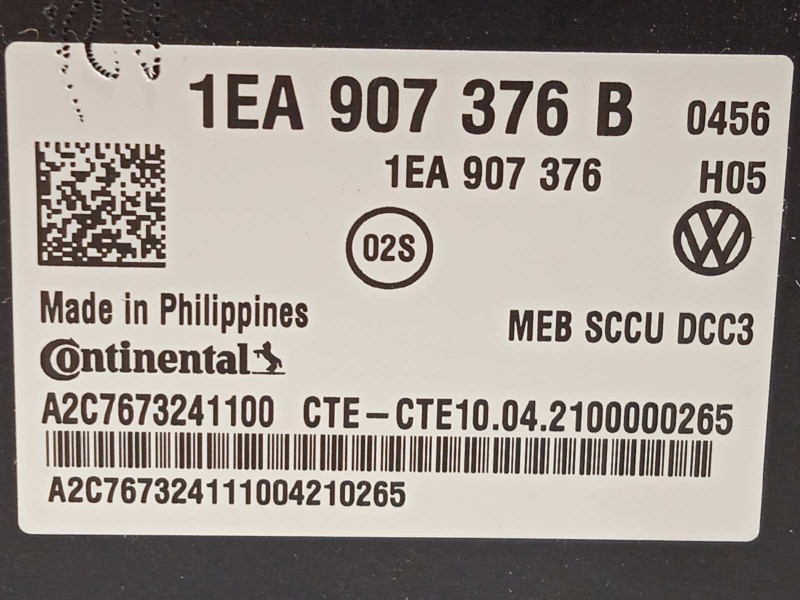 1EA 907 376 B 0456
1EA 907 376 H05
02S
Made in Philippines
MEB SCCU DCC3
Continental
A2C7673241100 CTE-CTE10.04.2100000265
A2C767324111004210265